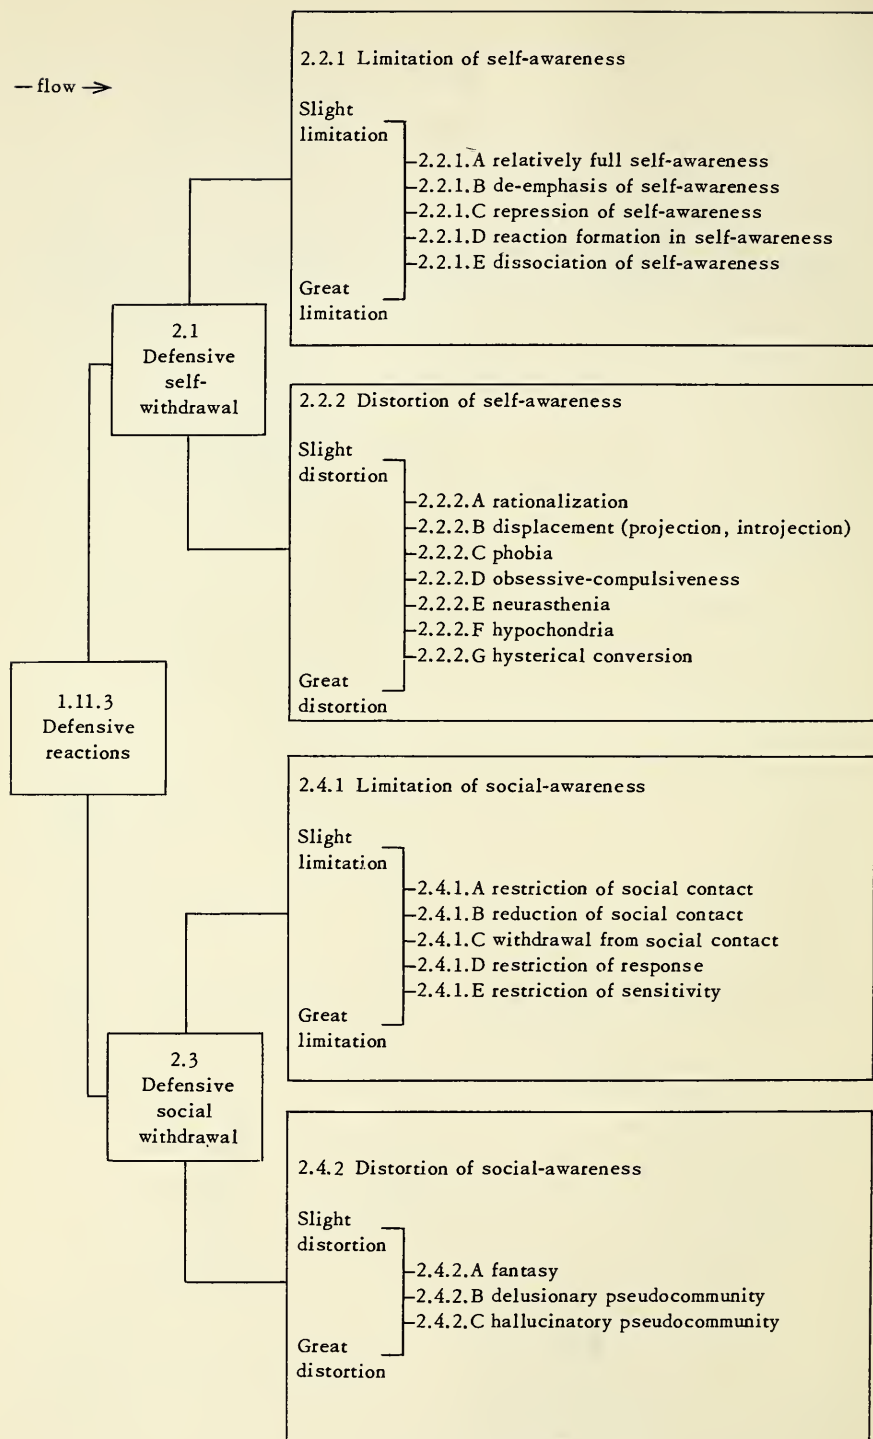 — flow →
2.2.1 Limitation of self-awareness
Slight
limitation
2.2.1.A relatively full self-awareness
2.2.1.B de-emphasis of self-awareness
2.2.1.C repression of self-awareness
2.2.1.D reaction formation in self-awareness
2.2.1.E dissociation of self-awareness
Great
limitation
2.1
Defensive
self-
withdrawal
2.2.2 Distortion of self-awareness
Slight
distortion
2.2.2.A rationalization
2.2.2.B displacement (projection, introjection)
2.2.2.C phobia
2.2.2.D obsessive-compulsiveness
2.2.2.E neurasthenia
2.2.2.F hypochondria
2.2.2.G hysterical conversion
Great
distortion
1.11.3
Defensive
reactions
2.4.1 Limitation of social-awareness
Slight
limitation
2.4.1.A restriction of social contact
2.4.1.B reduction of social contact
2.4.1.C withdrawal from social contact
2.4.1.D restriction of response
2.4.1.E restriction of sensitivity
Great
limitation
2.3
Defensive
social
withdrawal
2.4.2 Distortion of social-awareness
Slight
distortion
2.4.2.A fantasy
2.4.2.B delusionary pseudocommunity
2.4.2.C hallucinatory pseudocommunity
Great
distortion